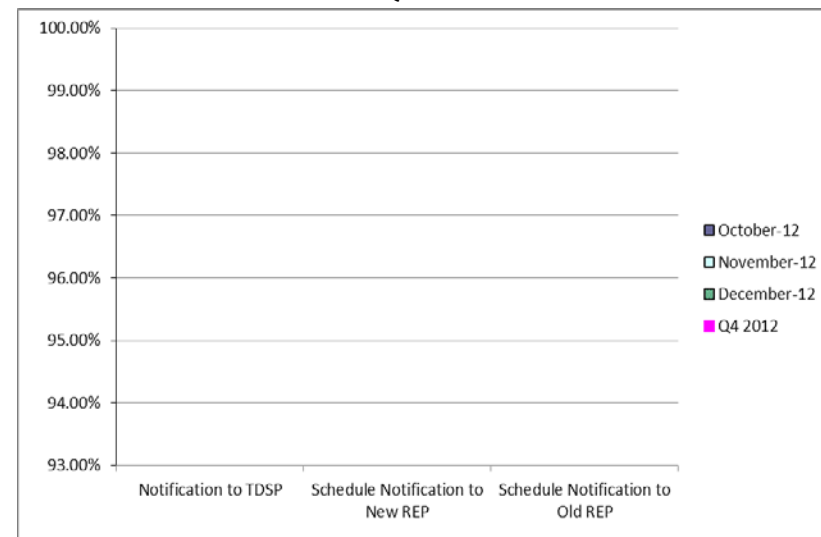 100.00%
99.00%
98.00%
97.00%
96.00%
95.00%
94.00%
93.00%
Notification to TDSP
Schedule Notification to
New REP
Schedule Notification to
Old REP
October-12
November-12
December-12
Q4 2012